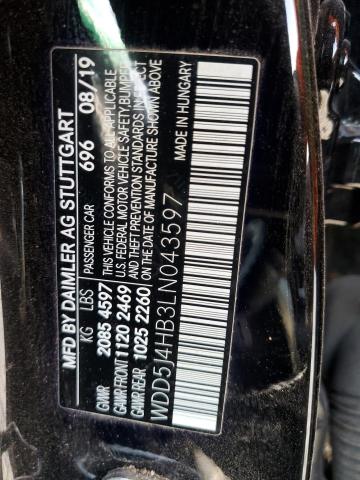 MFD BY DAIMLER AG STUTTGART
KG LBS PASSENGER CAR 696 08/19
GVWR 2085 4597 THIS VEHICLE CONFORMS TO ALL APPLICABLE
GAWR FRONT 1120 2469 U.S. FEDERAL MOTOR VEHICLE SAFETY, BUMPER,
GAWR REAR 1025 2260 AND THEFT PREVENTION STANDARDS IN EFFECT
ON THE DATE OF MANUFACTURE SHOWN ABOVE.
WDD5J4HB3LN043597
MADE IN HUNGARY